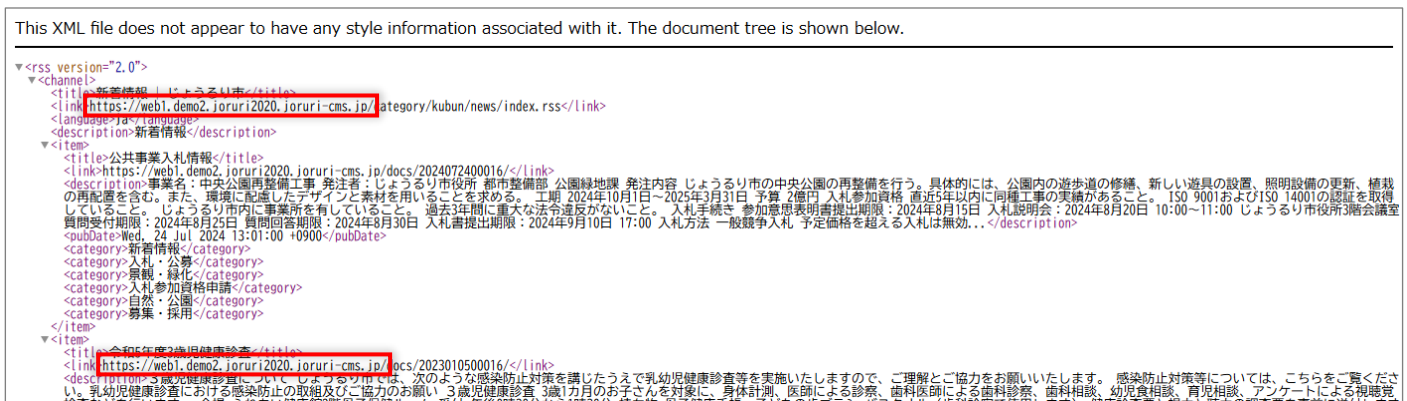 This XML file does not appear to have any style information associated with it. The document tree is shown below.
▼<rss version="2.0">
▼<channel>
<title>新着情報 | じょうるり市</title>
<link>https://web1.demo2.joruri2020.joruri-cms.jp/category/kubun/news/index.rss</link>
<language>ja</language>
<description>新着情報</description>
▼<item>
<title>公共事業入札情報</title>
<link>https://web1.demo2.joruri2020.joruri-cms.jp/docs/2024072400016/</link>
<description>事業名：中央公園再整備工事 発注者：じょうるり市役所 都市整備部 公園緑地課 発注内容 じょうるり市の中央公園の再整備を行う。具体的には、公園内の遊歩道の修繕、新しい遊具の設置、照明設備の更新、植栽
の再配置を含む。また、環境に配慮したデザインと素材を用いることを求める。 工期 2024年10月1日～2025年3月31日 予算 2億円 入札参加資格 直近5年以内に同種工事の実績があること。 ISO 9001およびISO 14001の認証を取得
していること。 じょうるり市内に事業所を有していること。 過去3年間に重大な法令違反がないこと。 入札手続き 参加意思表明書提出期限：2024年8月15日 入札説明会：2024年8月20日 10:00～11:00 じょうるり市役所3階会議室
質問受付期限：2024年8月25日 質問回答期限：2024年8月30日 入札書提出期限：2024年9月10日 17:00 入札方法 一般競争入札 予定価格を超える入札は無効...</description>
<pubDate>Wed, 24 Jul 2024 13:01:00 +0900</pubDate>
<category>新着情報</category>
<category>入札・公募</category>
<category>景観・緑化</category>
<category>入札参加資格申請</category>
<category>自然・公園</category>
<category>募集・採用</category>
</item>
▼<item>
<title>令和5年度3歳児健康診査</title>
<link>https://web1.demo2.joruri2020.joruri-cms.jp/docs/2023010500016/</link>
<description>３歳児健康診査について じょうるり市では、次のような感染防止対策を講じたうえで乳幼児健康診査等を実施いたしますので、ご理解とご協力をお願いいたします。 感染防止対策等については、こちらをご覧くださ
い。乳幼児健康診査における感染防止の取組及びご協力のお願い ３歳児健康診査 3歳1カ月のお子さんを対象に、身体計測、医師による診察、歯科医師による歯科診察、歯科相談、幼児食相談、育児相談、アンケートによる視聴覚